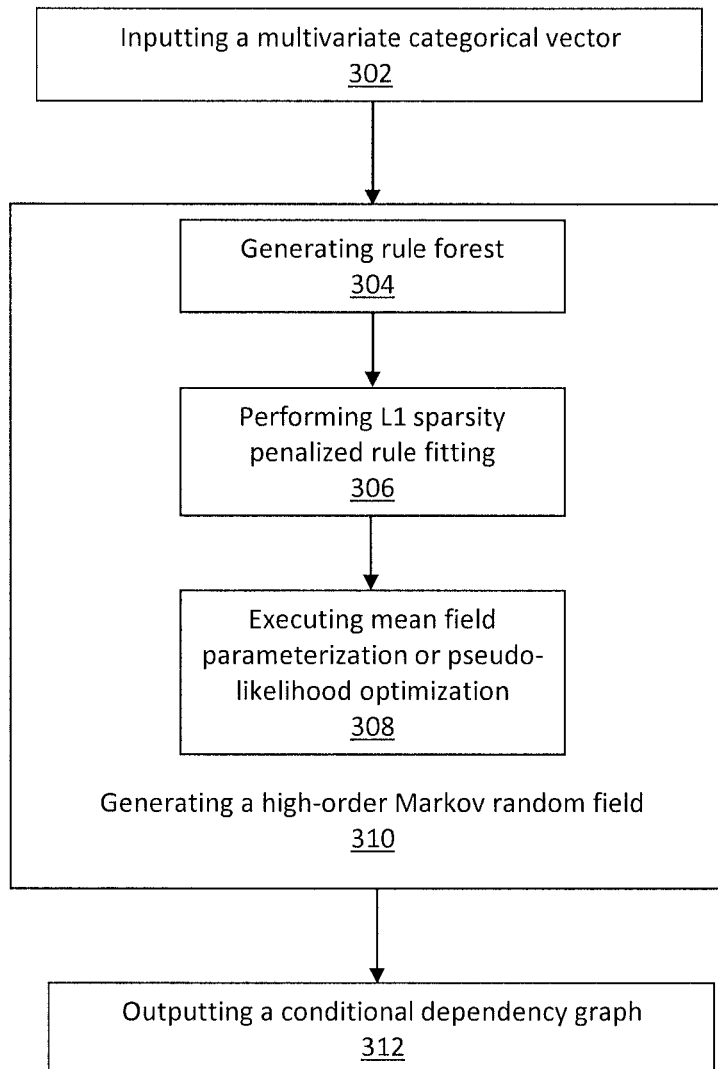 Inputting a multivariate categorical vector
302
Generating rule forest
304
Performing L1 sparsity
penalized rule fitting
306
Executing mean field
parameterization or pseudo-
likelihood optimization
308
Generating a high-order Markov random field
310
Outputting a conditional dependency graph
312